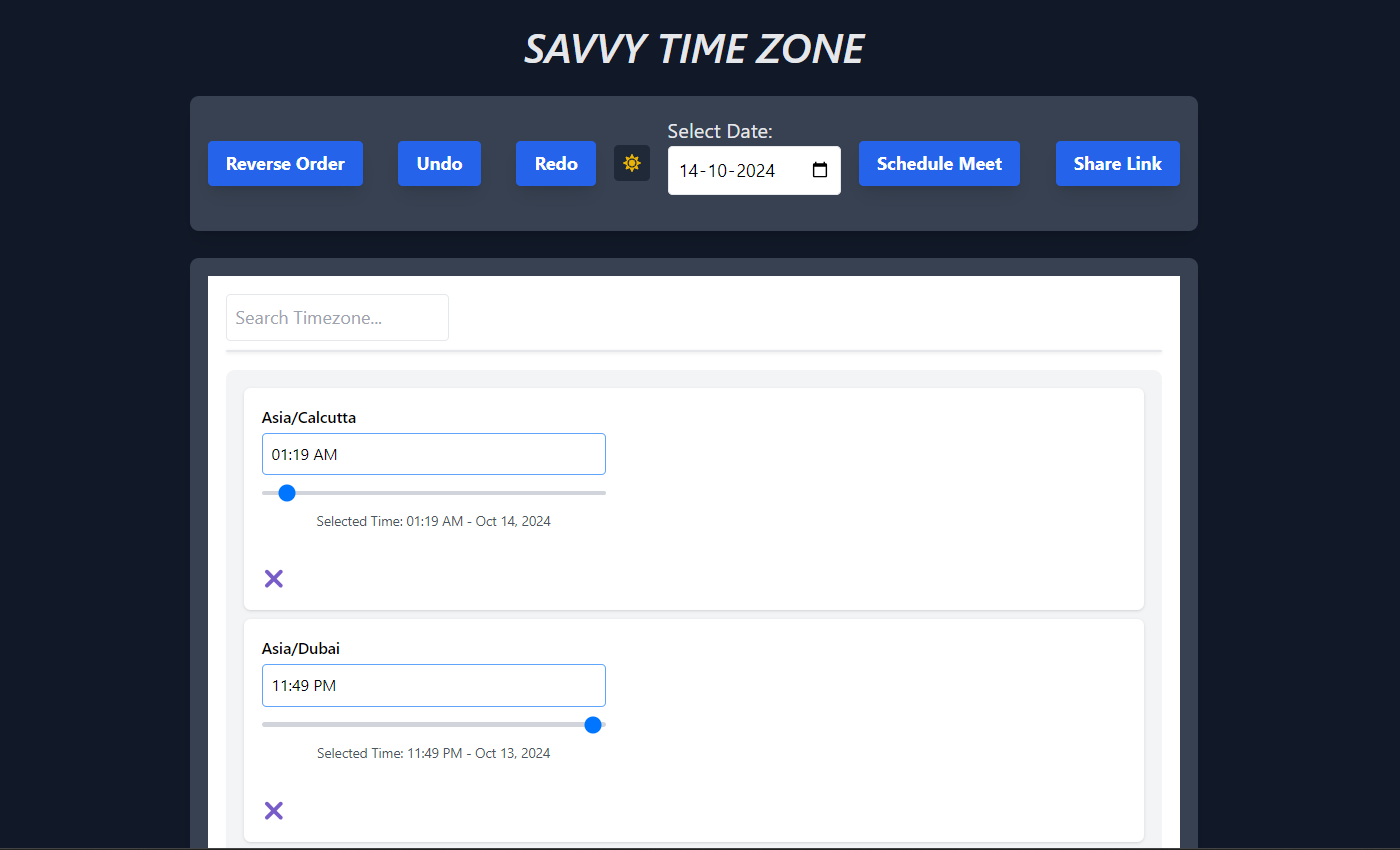 SAVVY TIME ZONE
Select Date:
Reverse Order
Undo
Redo
14-10-2024
Schedule Meet
Share Link
Search Timezone...
Asia/Calcutta
01:19 AM
Selected Time: 01:19 AM - Oct 14, 2024
Asia/Dubai
11:49 PM
Selected Time: 11:49 PM - Oct 13, 2024